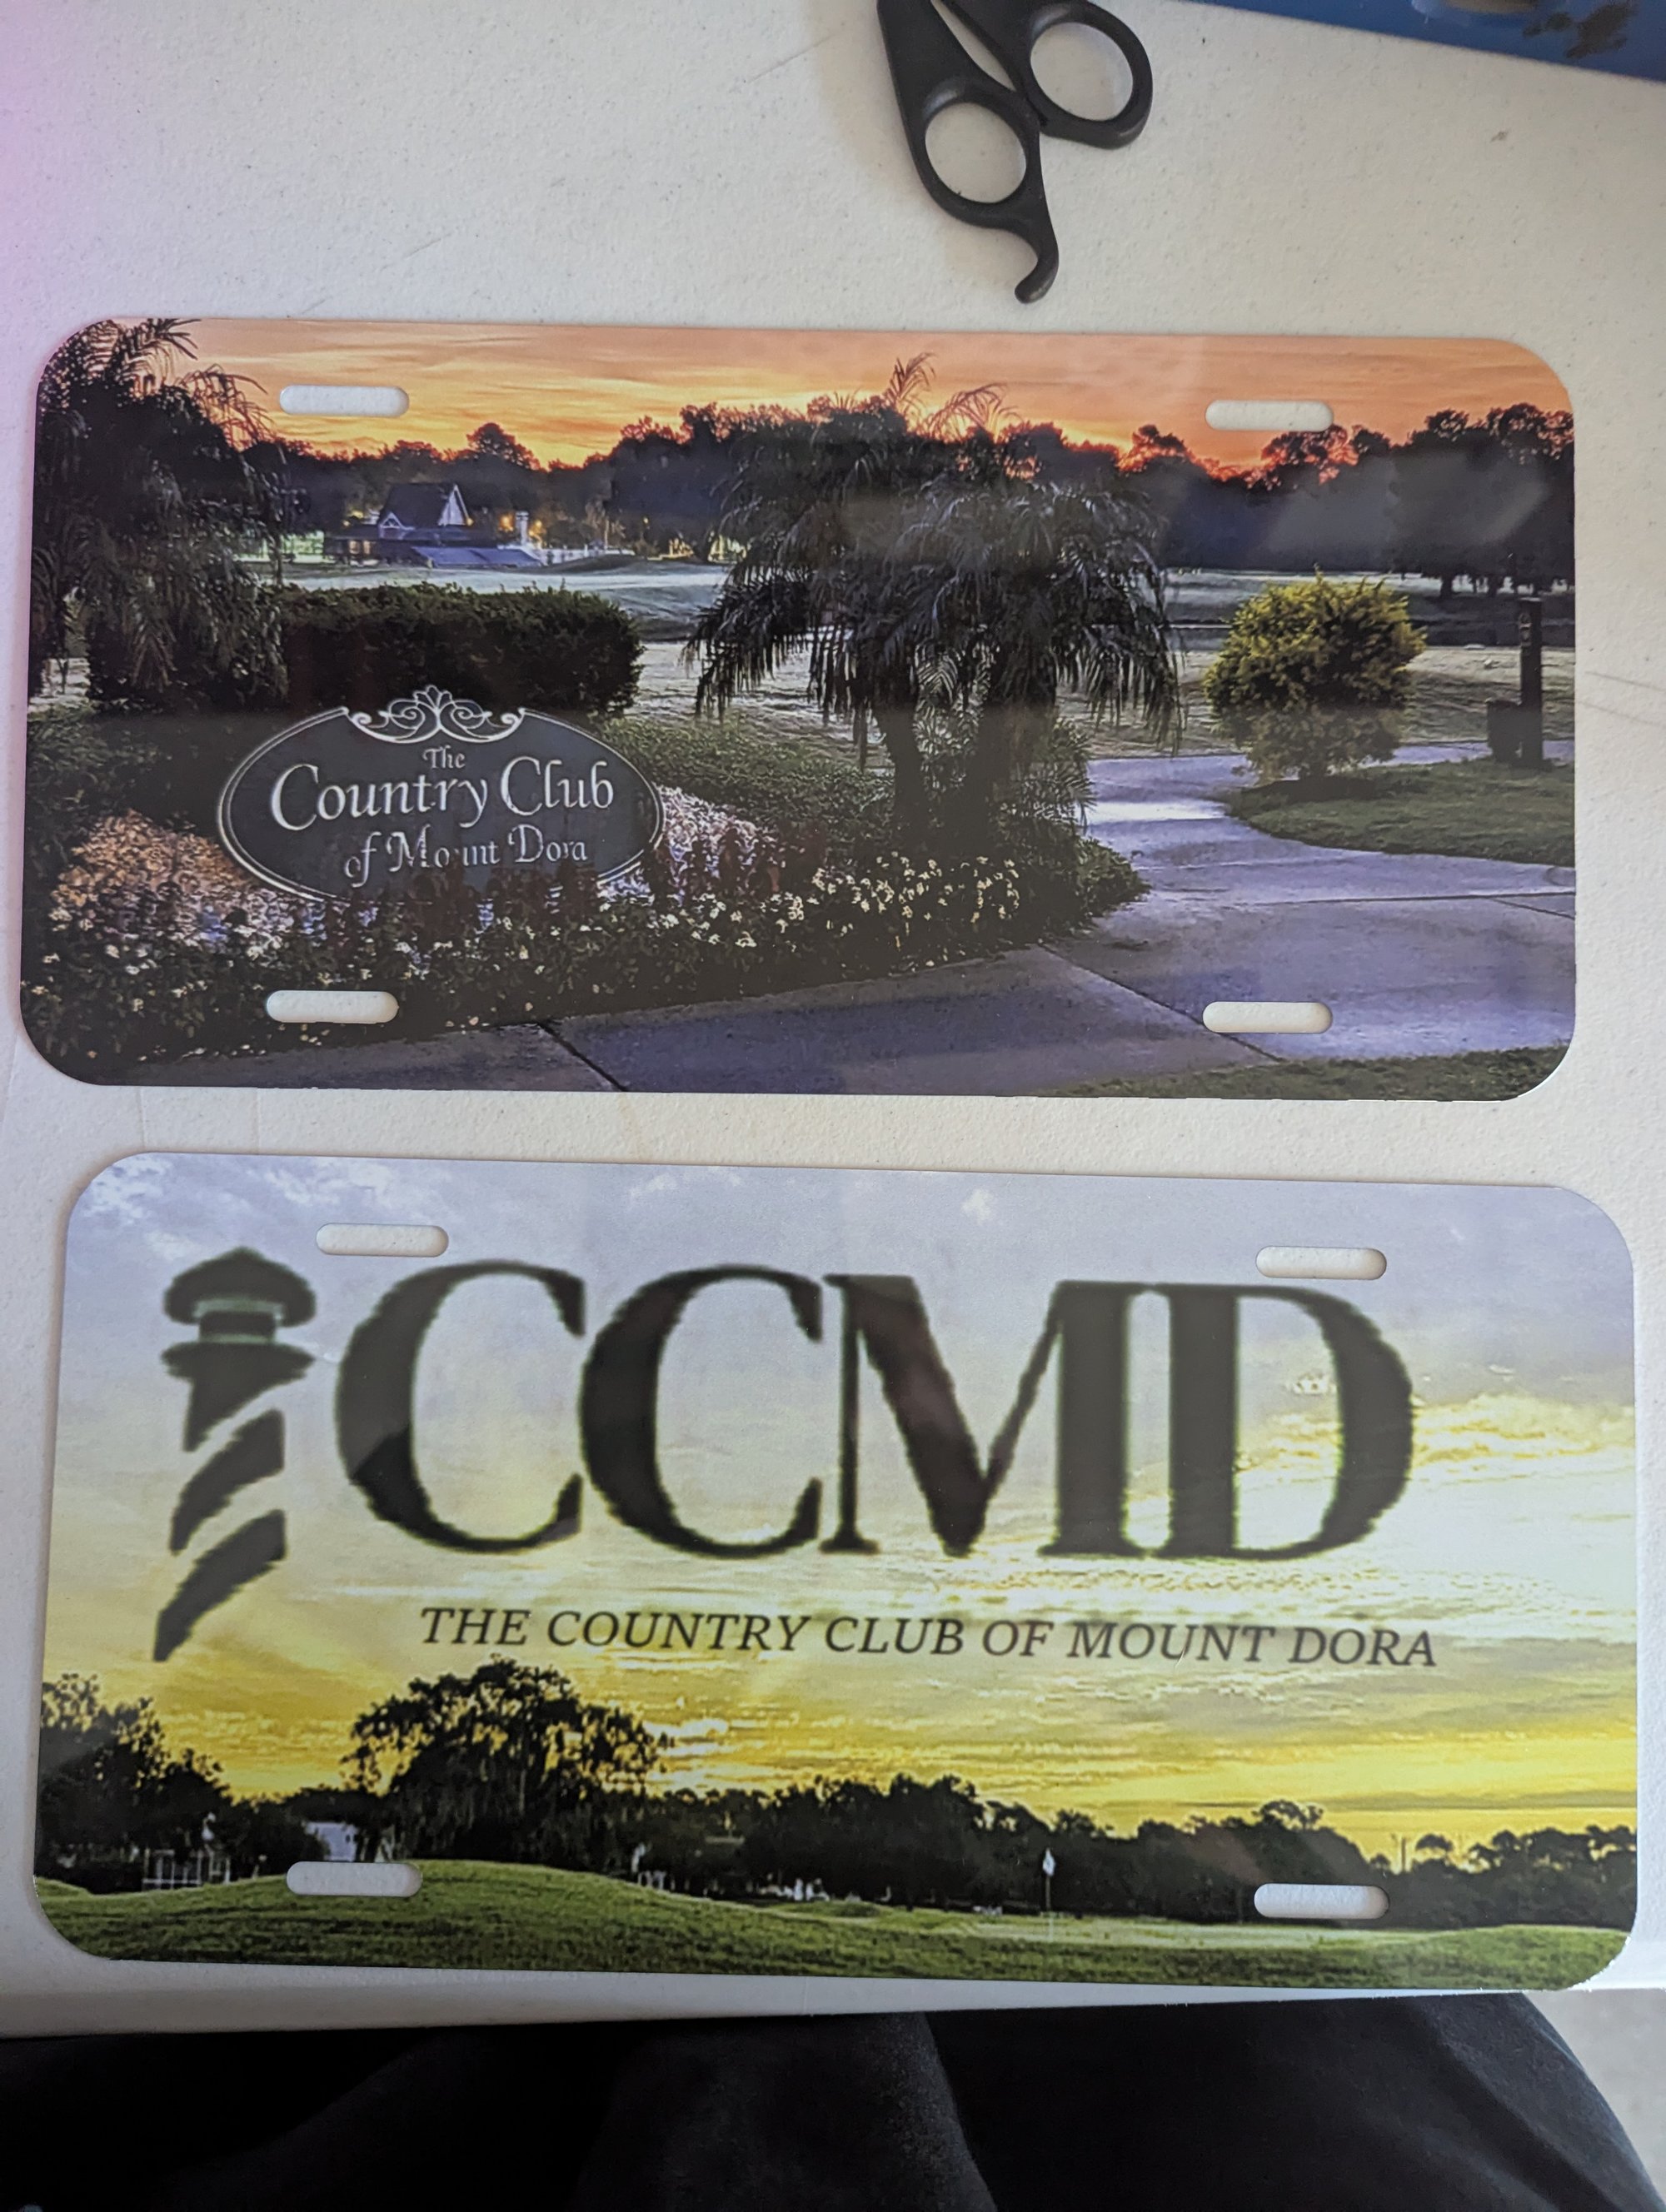 The
Country Club
of Mount Dora
CCMD
THE COUNTRY CLUB OF MOUNT DORA